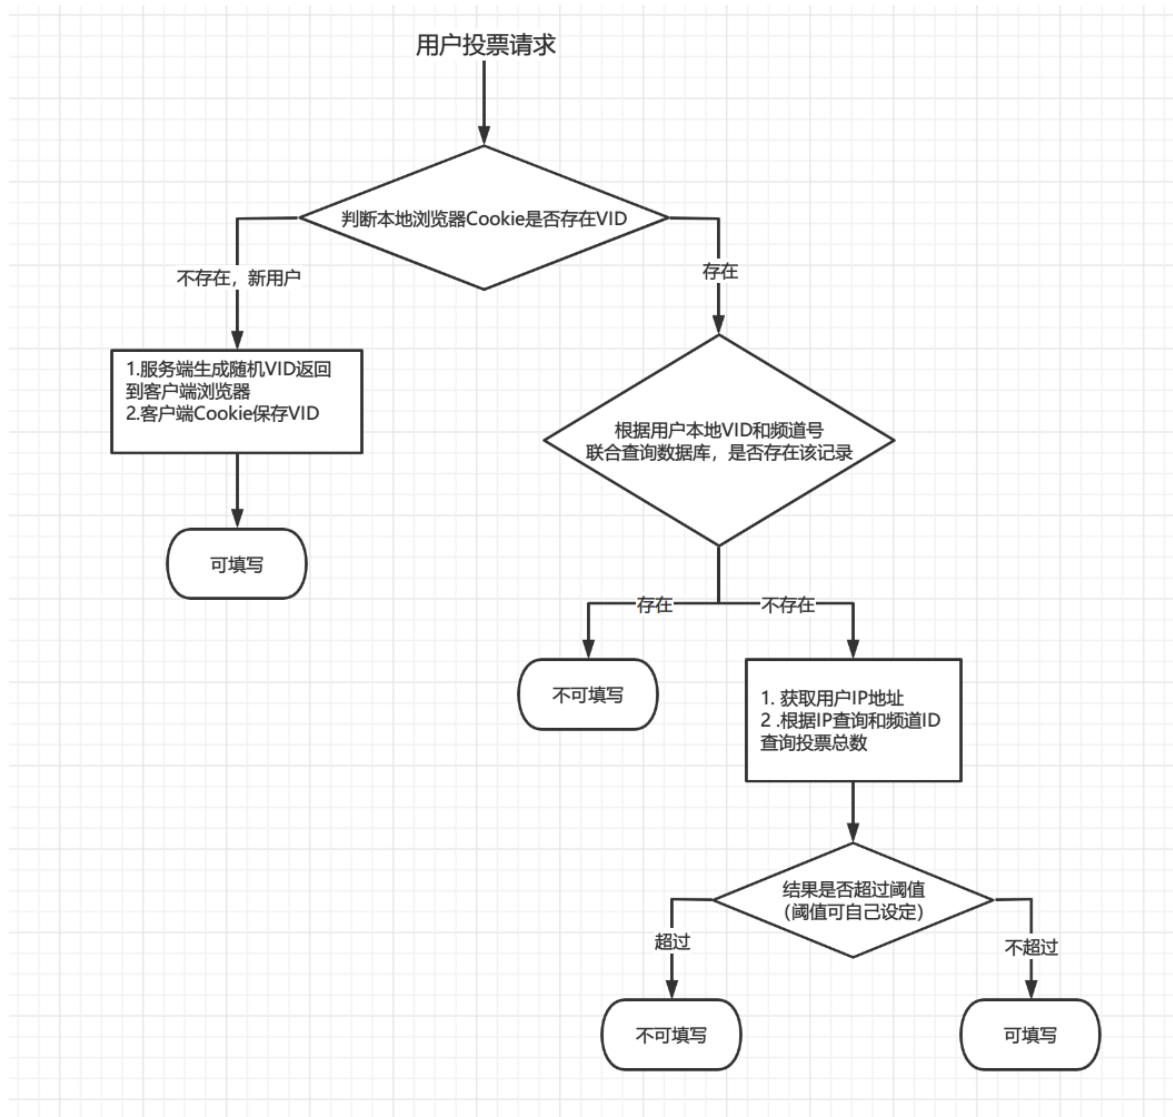 用户投票请求
判断本地浏览器Cookie是否存在VID
不存在，新用户
存在
1.服务端生成随机VID返回
到客户端浏览器
2.客户端Cookie保存VID
根据用户本地VID和频道号
联合查询数据库，是否存在该记录
可填写
存在
不存在
不可填写
1. 获取用户IP地址
2 .根据IP查询和频道ID
查询投票总数
结果是否超过阈值
（阈值可自己设定）
超过
不超过
不可填写
可填写